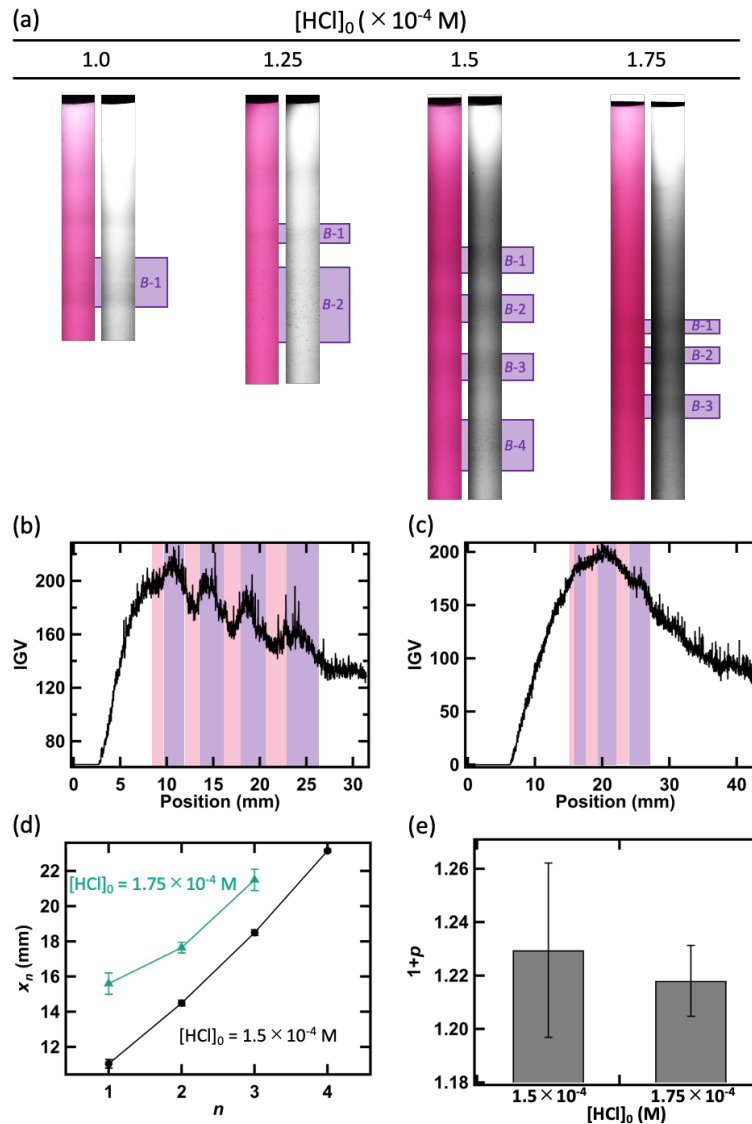 (a)
[HCl]₀ ( × 10⁻⁴ M)
1.0 1.25 1.5 1.75
B-1
B-1
B-2
B-1
B-2
B-3
B-4
B-1
B-2
B-3
(b)
200
160
120
80
IGV
0 5 10 15 20 25 30
Position (mm)
(c)
200
150
100
50
0
IGV
0 10 20 30 40
Position (mm)
(d)
22
20
18
16
14
12
xₙ (mm)
[HCl]₀ = 1.75 × 10⁻⁴ M
[HCl]₀ = 1.5 × 10⁻⁴ M
1 2 3 4
n
(e)
1.26
1.24
1.22
1.20
1.18
1+p
1.5 × 10⁻⁴ 1.75 × 10⁻⁴
[HCl]₀ (M)